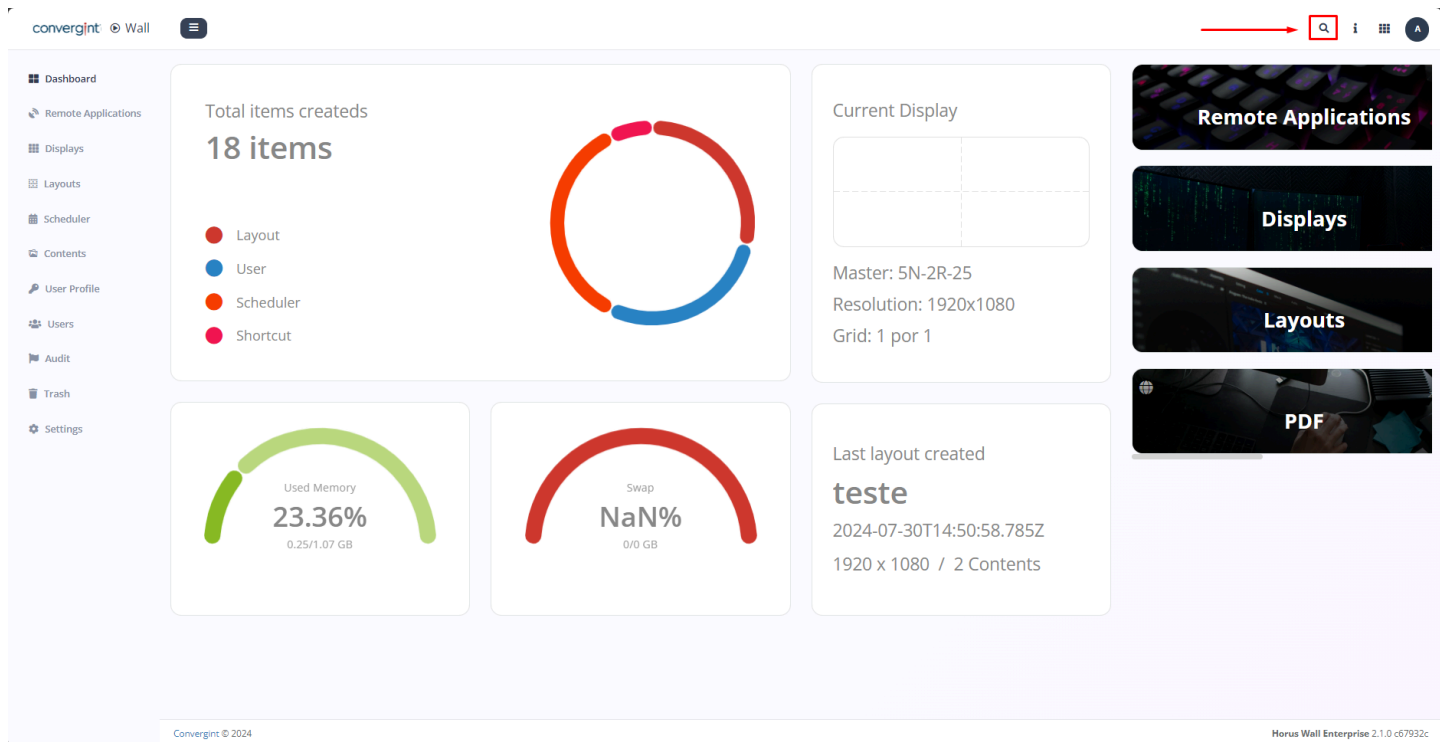 convergint Wall
A
Dashboard
Remote Applications
Displays
Layouts
Scheduler
Contents
User Profile
Users
Audit
Trash
Settings
Total items createds
18 items
Layout
User
Scheduler
Shortcut
Current Display
Master: 5N-2R-25
Resolution: 1920x1080
Grid: 1 por 1
Remote Applications
Displays
Layouts
PDF
Used Memory
23.36%
0.25/1.07 GB
Swap
NaN%
0/0 GB
Last layout created
teste
2024-07-30T14:50:58.785Z
1920 x 1080 / 2 Contents
Convergint © 2024
Horus Wall Enterprise 2.1.0 c67932c